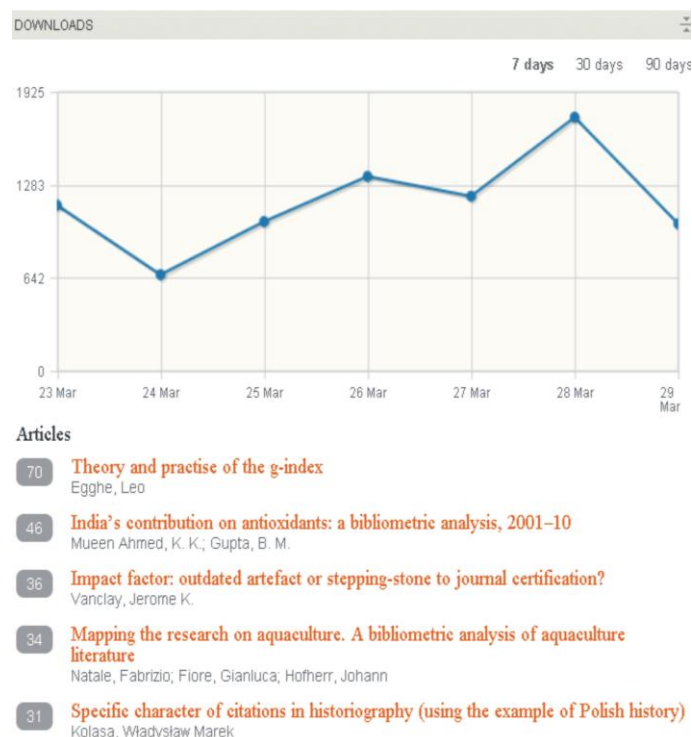 DOWNLOADS
7 days 30 days 90 days
1925
1283
642
0
23 Mar 24 Mar 25 Mar 26 Mar 27 Mar 28 Mar 29
Mar
Articles
70 Theory and practise of the g-index
Egghe, Leo
46 India's contribution on antioxidants: a bibliometric analysis, 2001–10
Mueen Ahmed, K. K.; Gupta, B. M.
36 Impact factor: outdated artefact or stepping-stone to journal certification?
Vanclay, Jerome K.
34 Mapping the research on aquaculture. A bibliometric analysis of aquaculture
literature
Natale, Fabrizio; Fiore, Gianluca; Hofherr, Johann
31 Specific character of citations in historiography (using the example of Polish history)
Kolasa, Władysław Marek